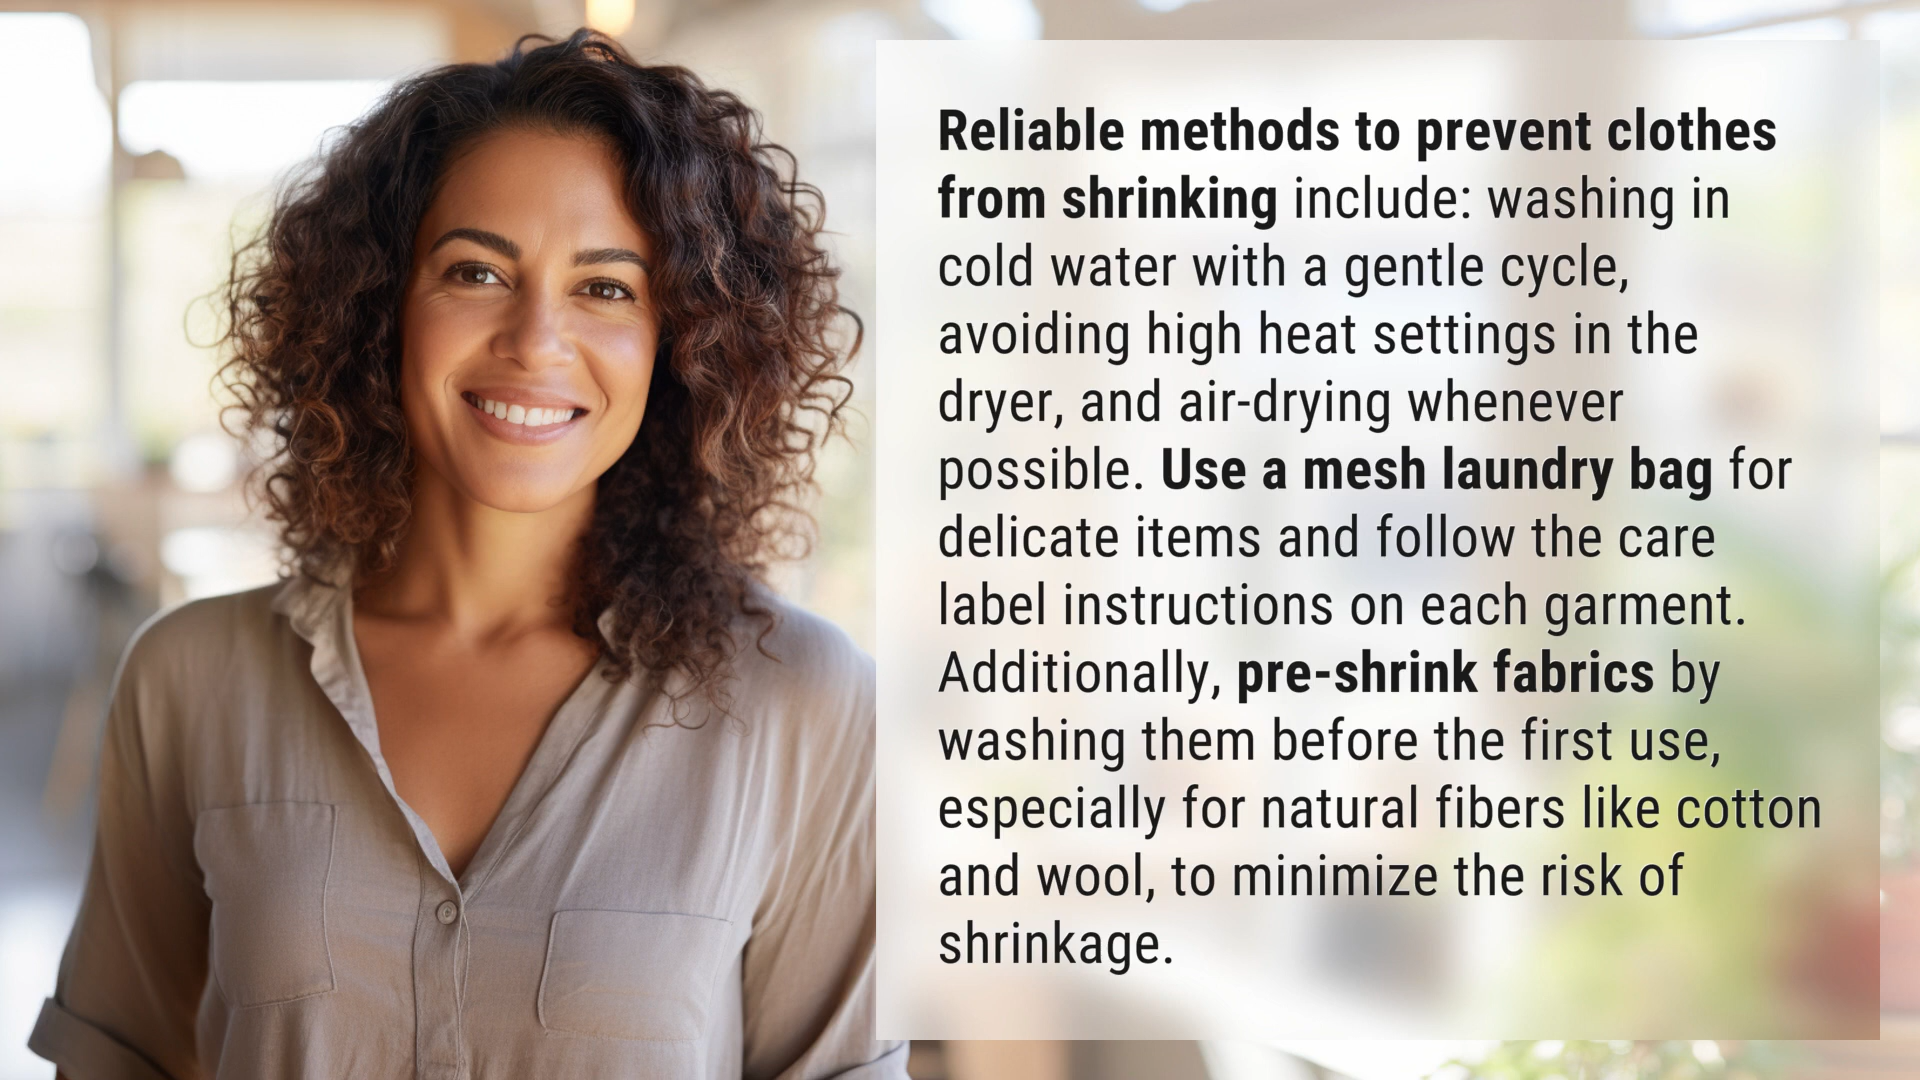 Reliable methods to prevent clothes
from shrinking include: washing in
cold water with a gentle cycle,
avoiding high heat settings in the
dryer, and air-drying whenever
possible. Use a mesh laundry bag for
delicate items and follow the care
label instructions on each garment.
Additionally, pre-shrink fabrics by
washing them before the first use,
especially for natural fibers like cotton
and wool, to minimize the risk of
shrinkage.